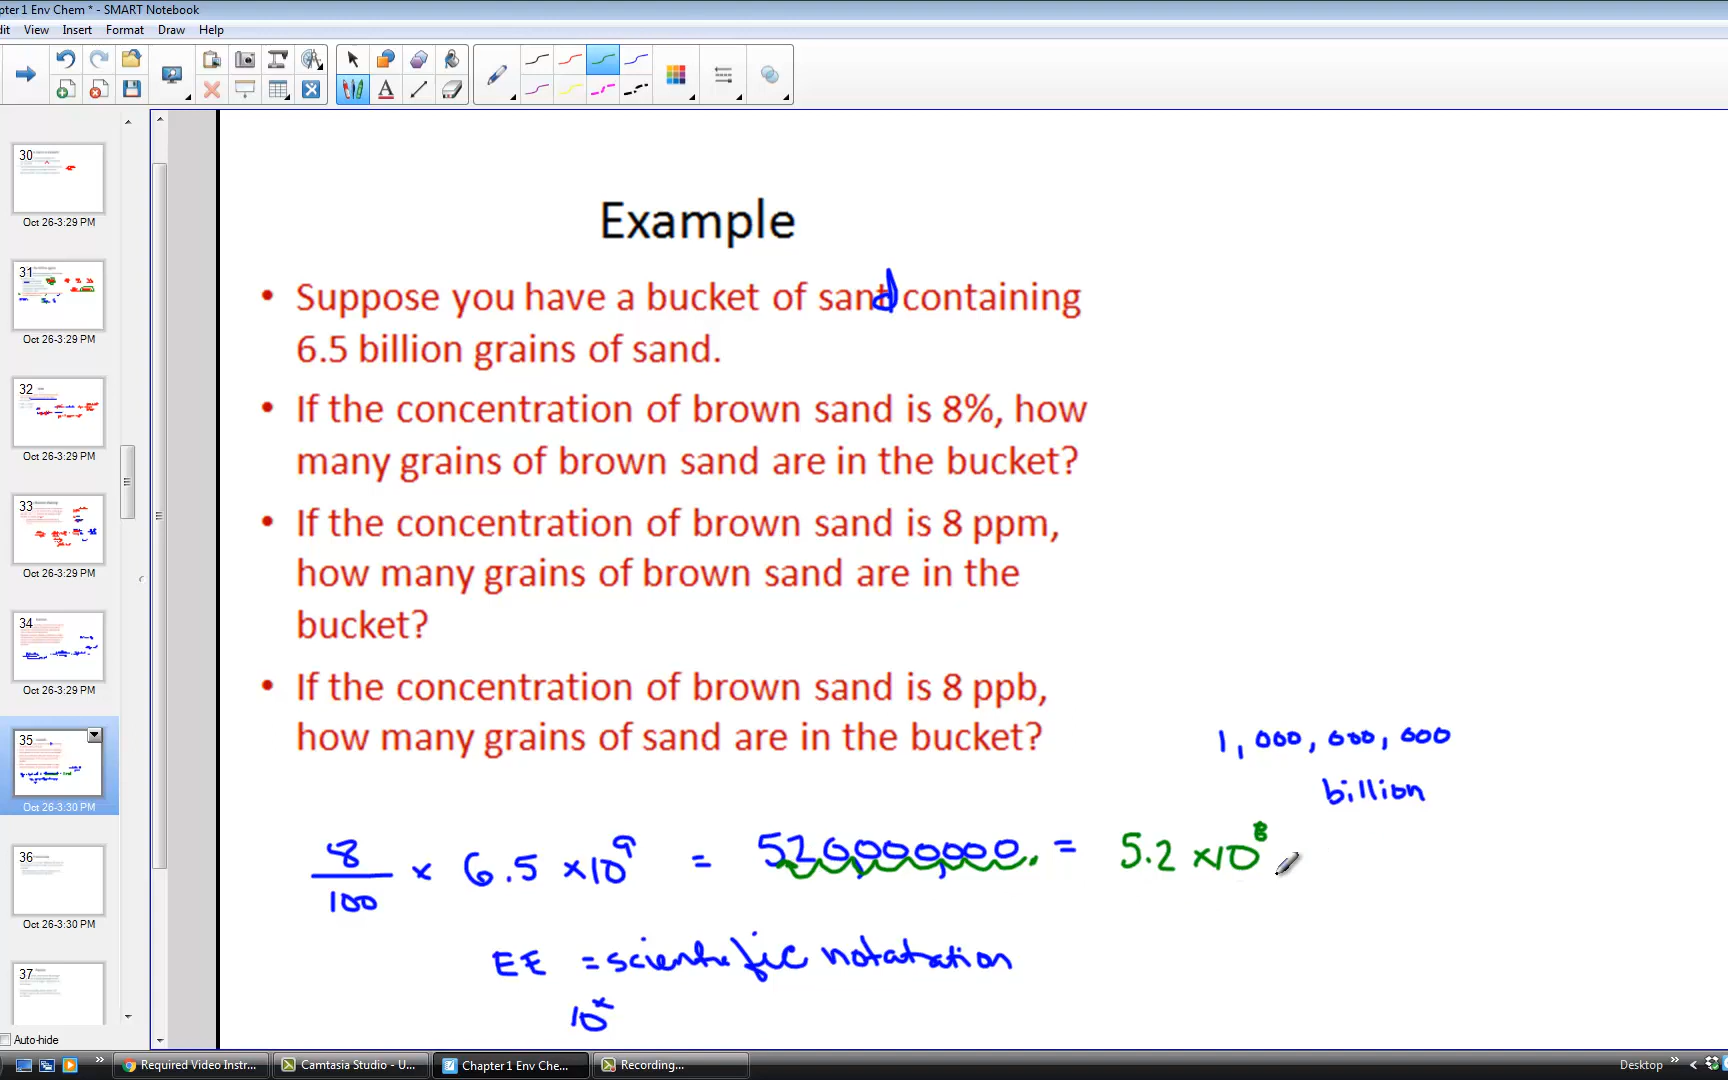 pter 1 Env Chem * - SMART Notebook
dit View Insert Format Draw Help
30
Oct 26-3:29 PM
31
Oct 26-3:29 PM
32
Oct 26-3:29 PM
33
Oct 26-3:29 PM
34
Oct 26-3:29 PM
35
Oct 26-3:30 PM
36
Oct 26-3:30 PM
37
Auto-hide
Example
• Suppose you have a bucket of sand containing
6.5 billion grains of sand.
• If the concentration of brown sand is 8%, how
many grains of brown sand are in the bucket?
• If the concentration of brown sand is 8 ppm,
how many grains of brown sand are in the
bucket?
• If the concentration of brown sand is 8 ppb,
how many grains of sand are in the bucket?
1,000,000,000
billion
8/100 × 6.5 ×10⁹ = 520,000,000. = 5.2 ×10⁸
EE = scientific notatation
10ˣ
Required Video Instr... Camtasia Studio - U... Chapter 1 Env Che... Recording... Desktop